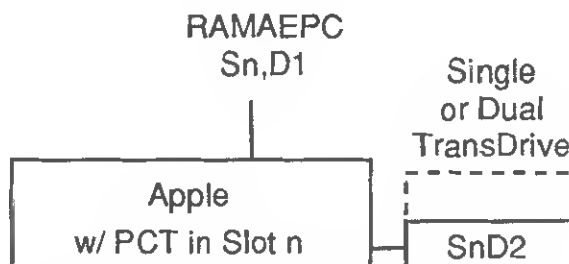 RAMAEPC
Sn,D1
Single
or Dual
TransDrive
Apple
w/ PCT in Slot n
SnD2